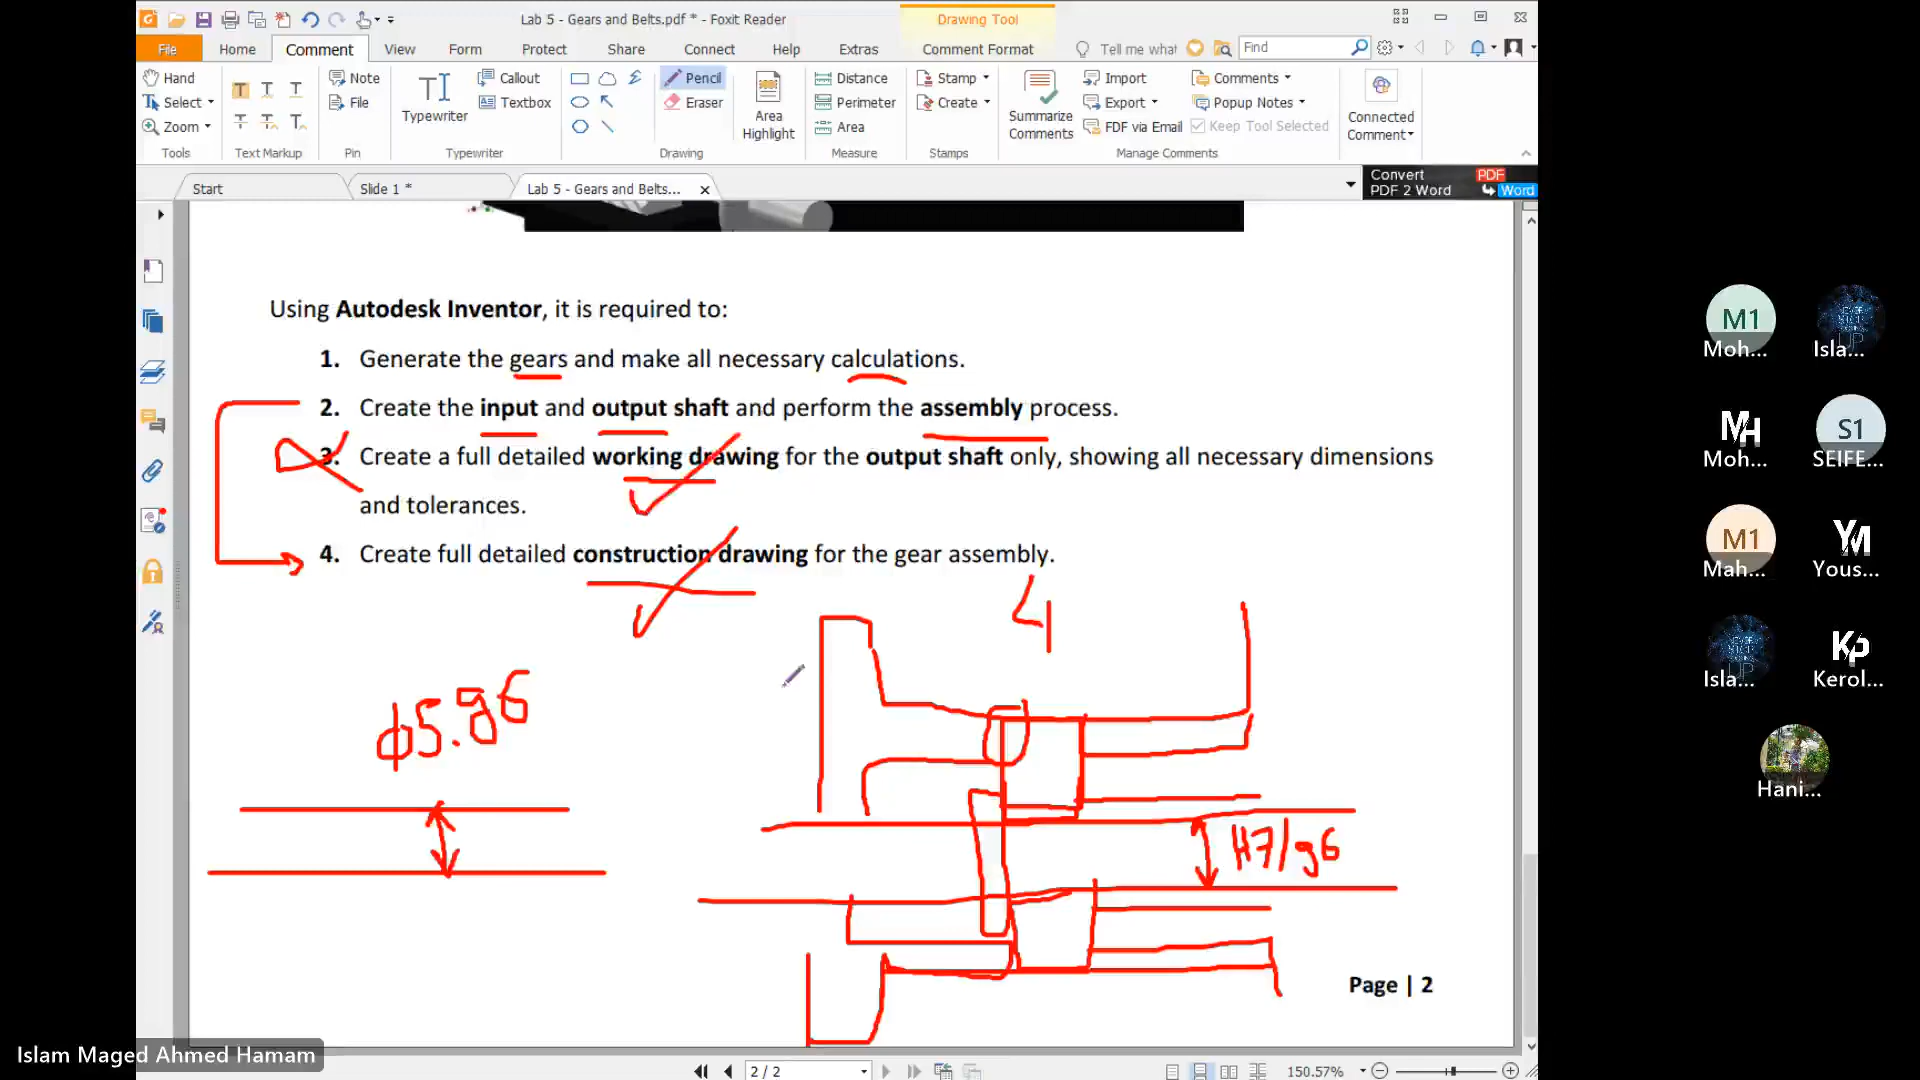 Lab 5 - Gears and Belts.pdf * - Foxit Reader
Drawing Tool
File Home Comment View Form Protect Share Connect Help Extras Comment Format Tell me what Find
Hand
Select
Zoom
Tools
Text Markup
Note
File
Pin
Typewriter
Callout
Textbox
Typewriter
Pencil
Eraser
Area Highlight
Drawing
Distance
Perimeter
Area
Measure
Stamp
Create
Stamps
Summarize Comments
Import
Export
FDF via Email
Comments
Popup Notes
Keep Tool Selected
Manage Comments
Connected Comment
Start
Slide 1 *
Lab 5 - Gears and Belts...
Convert PDF
PDF 2 Word Word
Using Autodesk Inventor, it is required to:
1. Generate the gears and make all necessary calculations.
2. Create the input and output shaft and perform the assembly process.
3. Create a full detailed working drawing for the output shaft only, showing all necessary dimensions
and tolerances.
4. Create full detailed construction drawing for the gear assembly.
4
ϕ5.g6
H7/g6
Page | 2
2 / 2
150.57%
M1
Moh...
Isla...
MH
Moh...
S1
SEIFE...
M1
Mah...
YM
Yous...
Isla...
KP
Kerol...
Hani...
Islam Maged Ahmed Hamam